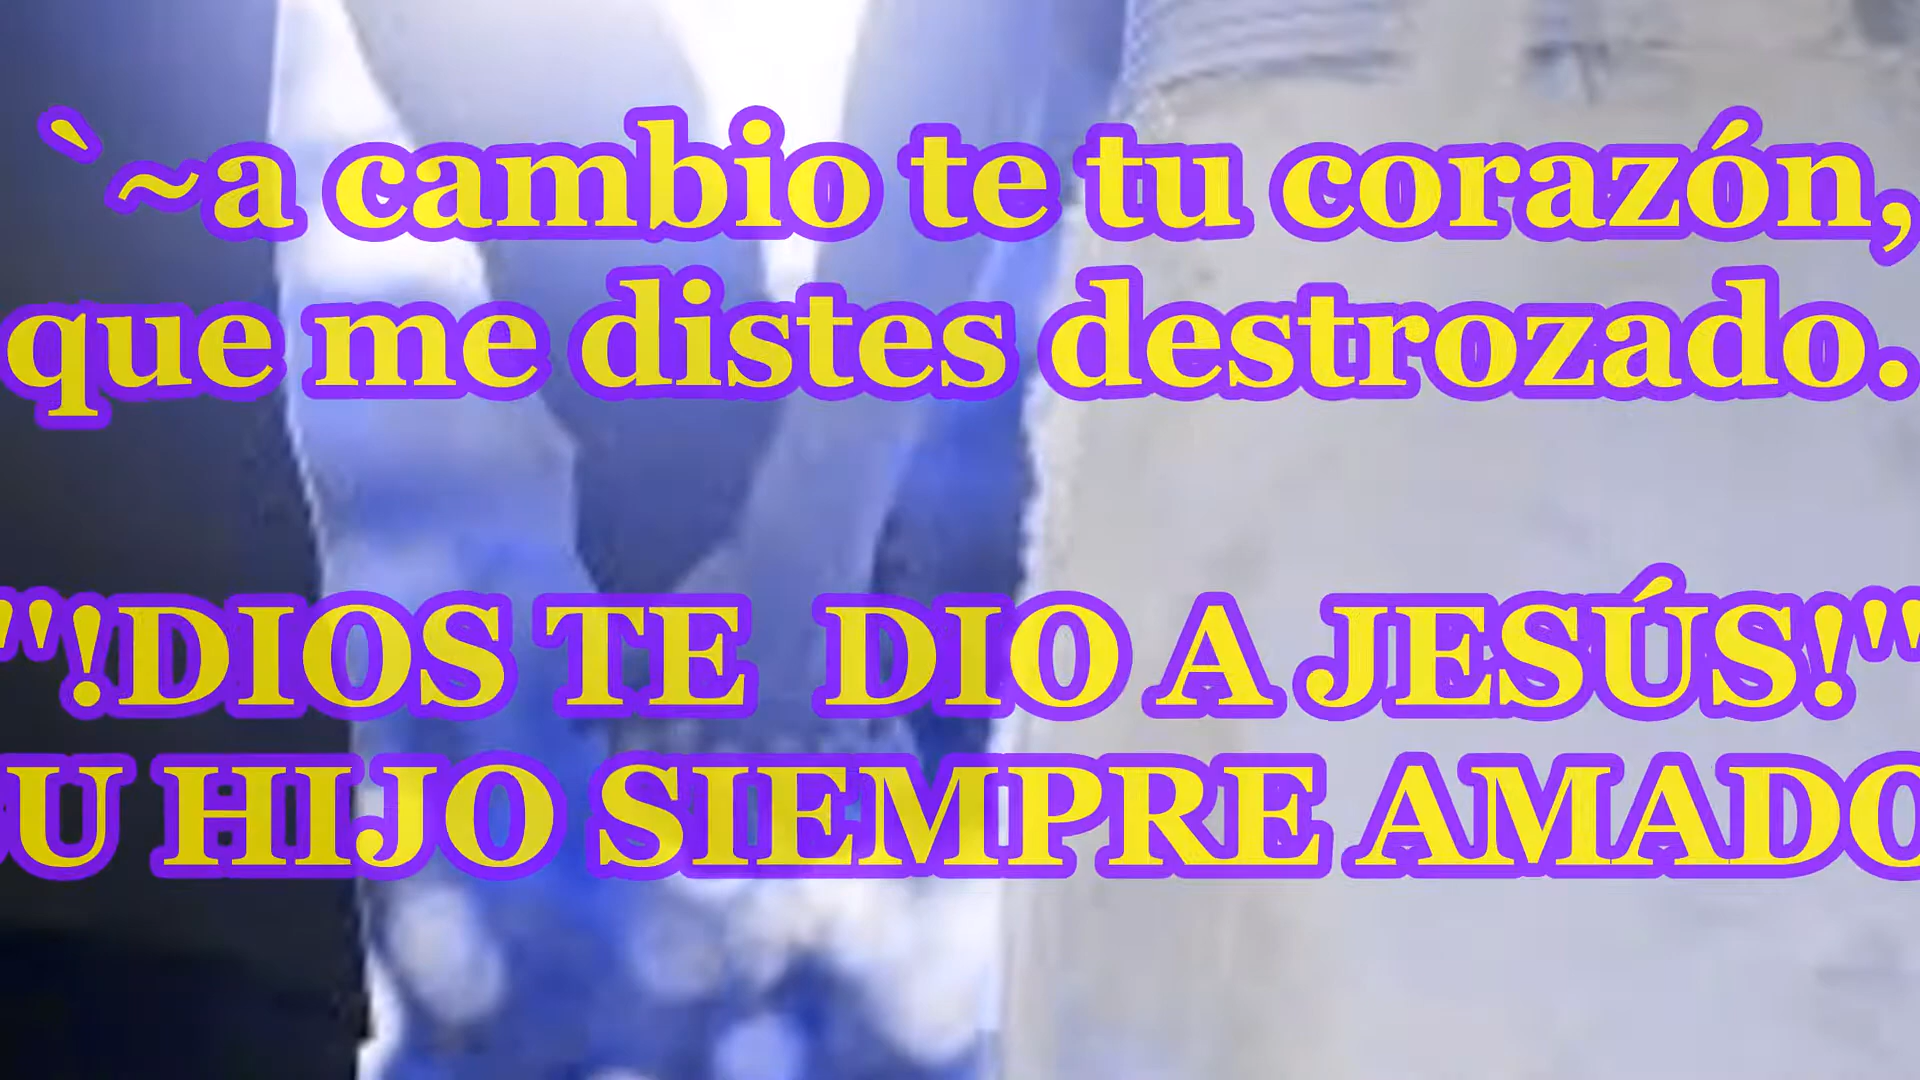 `~a cambio te tu corazón,
que me distes destrozado.
"!DIOS TE  DIO A JESÚS!"
U HIJO SIEMPRE AMADO